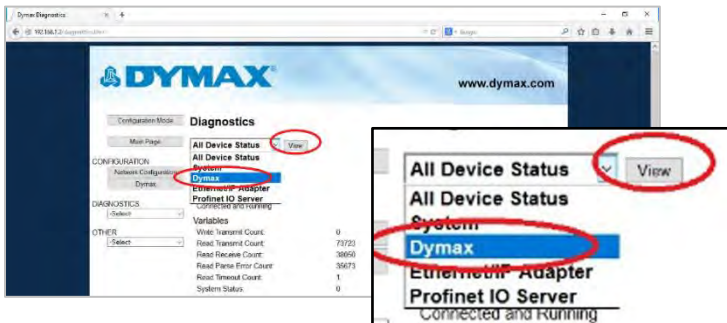 Dymax Diagnostics
DYMAX
www.dymax.com
Configuration Mode
Diagnostics
Main Page
All Device Status
View
CONFIGURATION
Network Configuration
Dymax
DIAGNOSTICS
-Select
OTHER
-Select
All Device Status
System
Dymax
Ethernet/IP Adapter
Profinet IO Server
Connected and Running
Variables
Write Transmit Count: 0
Read Transmit Count: 73723
Read Receive Count: 38050
Read Parse Error Count: 35673
Read Timeout Count: 1
System Status: 0
All Device Status
View
All Device Status
System
Dymax
Ethernet/IP Adapter
Profinet IO Server
Connected and Running